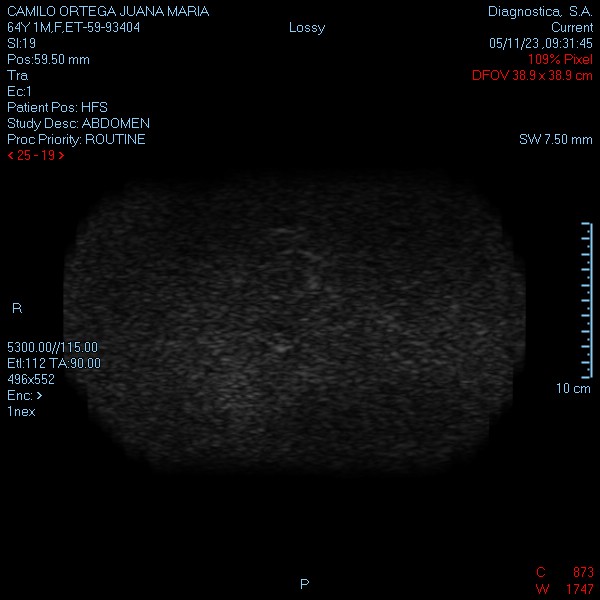 CAMILO ORTEGA JUANA MARIA
64Y 1M,F,ET-59-93404
Sl:19
Pos:59.50 mm
Tra
Ec:1
Patient Pos: HFS
Study Desc: ABDOMEN
Proc Priority: ROUTINE
< 25 - 19 >
Lossy
Diagnostica, S.A.
Current
05/11/23 ,09:31:45
109% Pixel
DFOV 38.9 x 38.9 cm
SW 7.50 mm
R
5300.00//115.00
Etl:112 TA:90.00
496x552
Enc: >
1nex
10 cm
P
C 873
W 1747